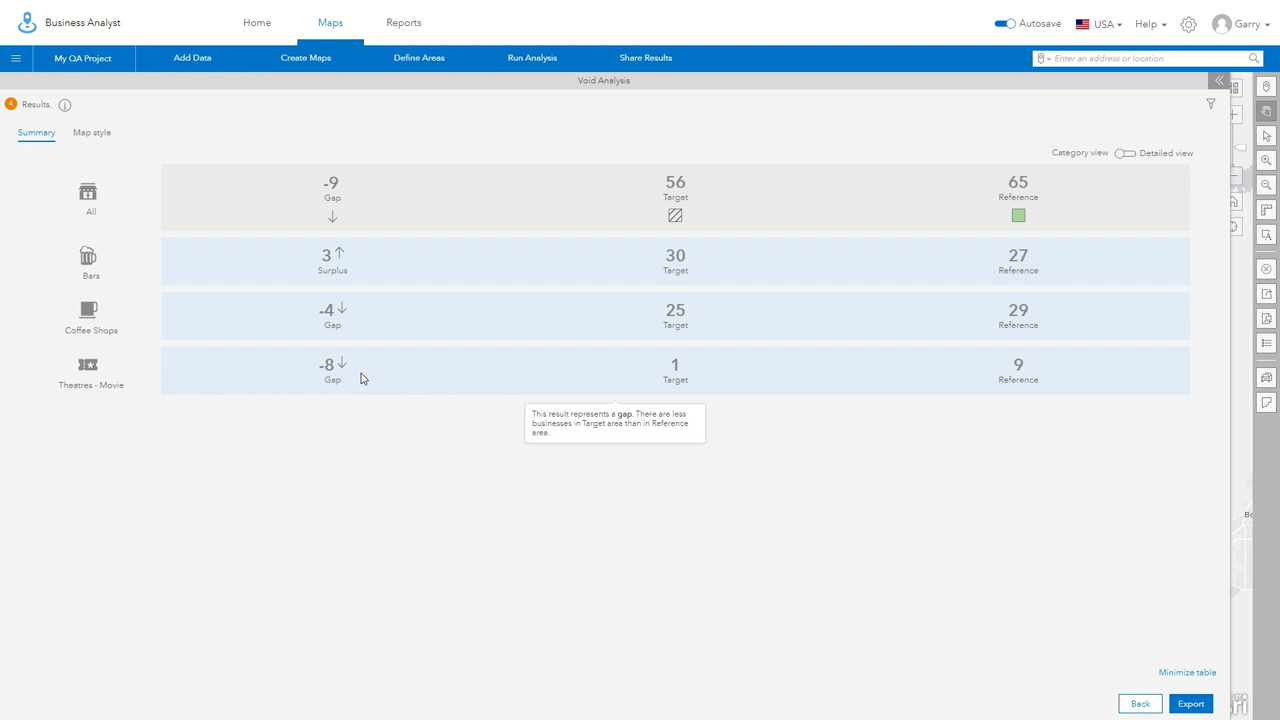 Business Analyst
Home
Maps
Reports
Autosave
USA
Help
Garry
My QA Project
Add Data
Create Maps
Define Areas
Run Analysis
Share Results
Enter an address or location
Void Analysis
4 Results.
Summary
Map style
Category view
Detailed view
All
-9
Gap
56
Target
65
Reference
Bars
3
Surplus
30
Target
27
Reference
Coffee Shops
-4
Gap
25
Target
29
Reference
Theatres - Movie
-8
Gap
1
Target
9
Reference
This result represents a gap. There are less
businesses in Target area than in Reference
area.
Minimize table
Back
Export